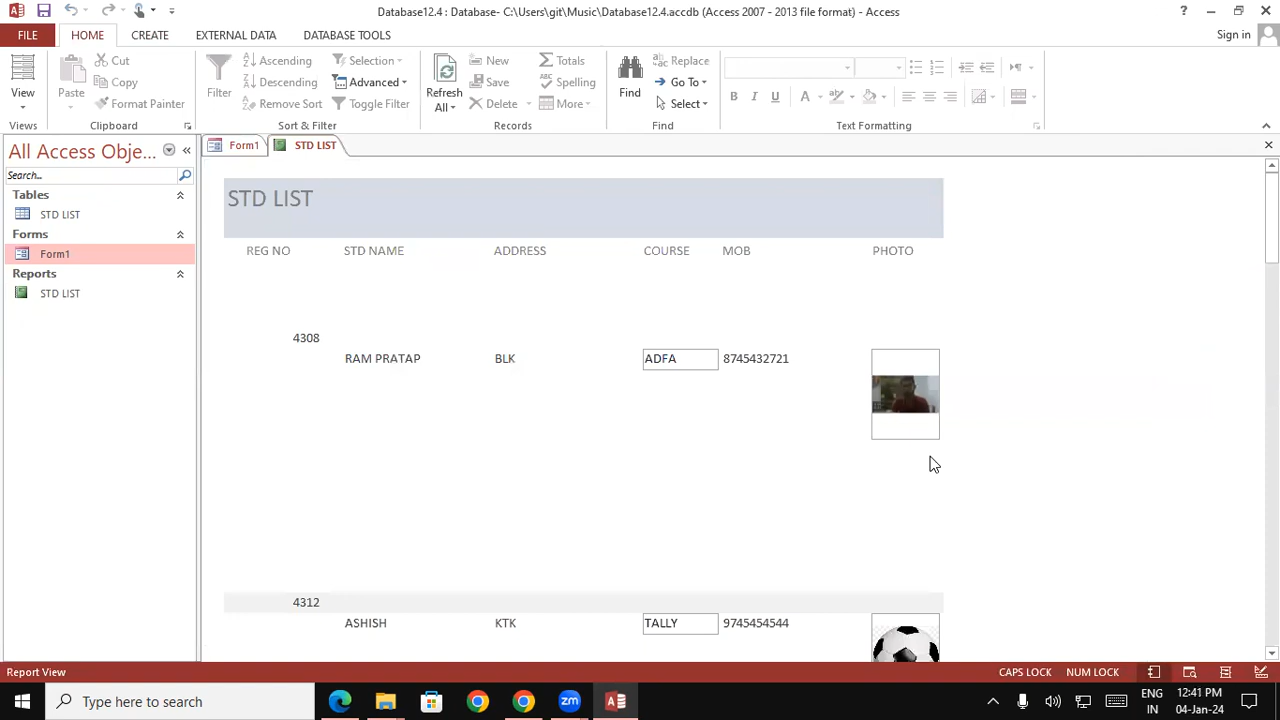 Database12.4 : Database- C:\Users\git\Music\Database12.4.accdb (Access 2007 - 2013 file format) - Access
FILE HOME CREATE EXTERNAL DATA DATABASE TOOLS Sign in
View
Views
Paste
Cut
Copy
Format Painter
Clipboard
Filter
Ascending
Descending
Remove Sort
Selection
Advanced
Toggle Filter
Sort & Filter
Refresh
All
New
Save
Delete
Totals
Spelling
More
Records
Find
Replace
Go To
Select
Find
B I U A
Text Formatting
All Access Obje...
Search...
Tables
STD LIST
Forms
Form1
Reports
STD LIST
Form1 STD LIST
STD LIST
REG NO STD NAME ADDRESS COURSE MOB PHOTO
4308
RAM PRATAP BLK ADFA 8745432721
4312
ASHISH KTK TALLY 9745454544
Report View CAPS LOCK NUM LOCK
Type here to search
ENG
IN
12:41 PM
04-Jan-24